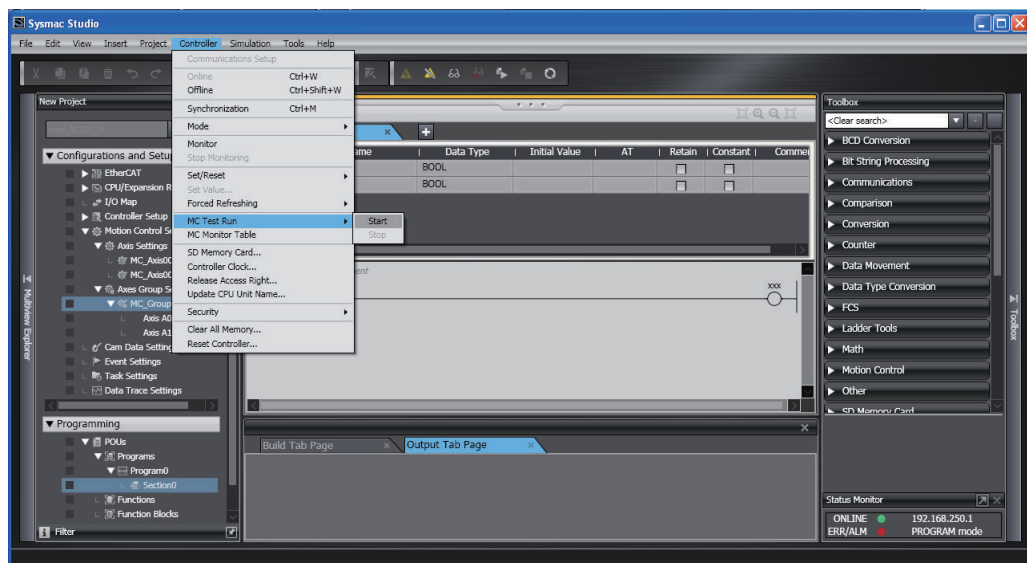 Sysmac Studio
File Edit View Insert Project Controller Simulation Tools Help
Communications Setup
Online Ctrl+W
Offline Ctrl+Shift+W
Synchronization Ctrl+M
Mode
Monitor
Stop Monitoring
Set/Reset
Set Value...
Forced Refreshing
MC Test Run
Start
Stop
MC Monitor Table
SD Memory Card...
Controller Clock...
Release Access Right...
Update CPU Unit Name...
Security
Clear All Memory...
Reset Controller...
New Project
Configurations and Setu
EtherCAT
CPU/Expansion R
I/O Map
Controller Setup
Motion Control S
Axis Settings
MC_Axis00
MC_Axis00
Axes Group S
MC_Group
Axis A0
Axis A1
Cam Data Setting
Event Settings
Task Settings
Data Trace Settings
Programming
POUs
Programs
Program0
Section0
Functions
Function Blocks
Filter
Multiview Explorer
ame Data Type Initial Value AT Retain Constant Comme
BOOL
BOOL
xxx
Build Tab Page Output Tab Page
Toolbox
<Clear search>
BCD Conversion
Bit String Processing
Communications
Comparison
Conversion
Counter
Data Movement
Data Type Conversion
FCS
Ladder Tools
Math
Motion Control
Other
SD Memory Card
Toolbox
Status Monitor
ONLINE 192.168.250.1
ERR/ALM PROGRAM mode